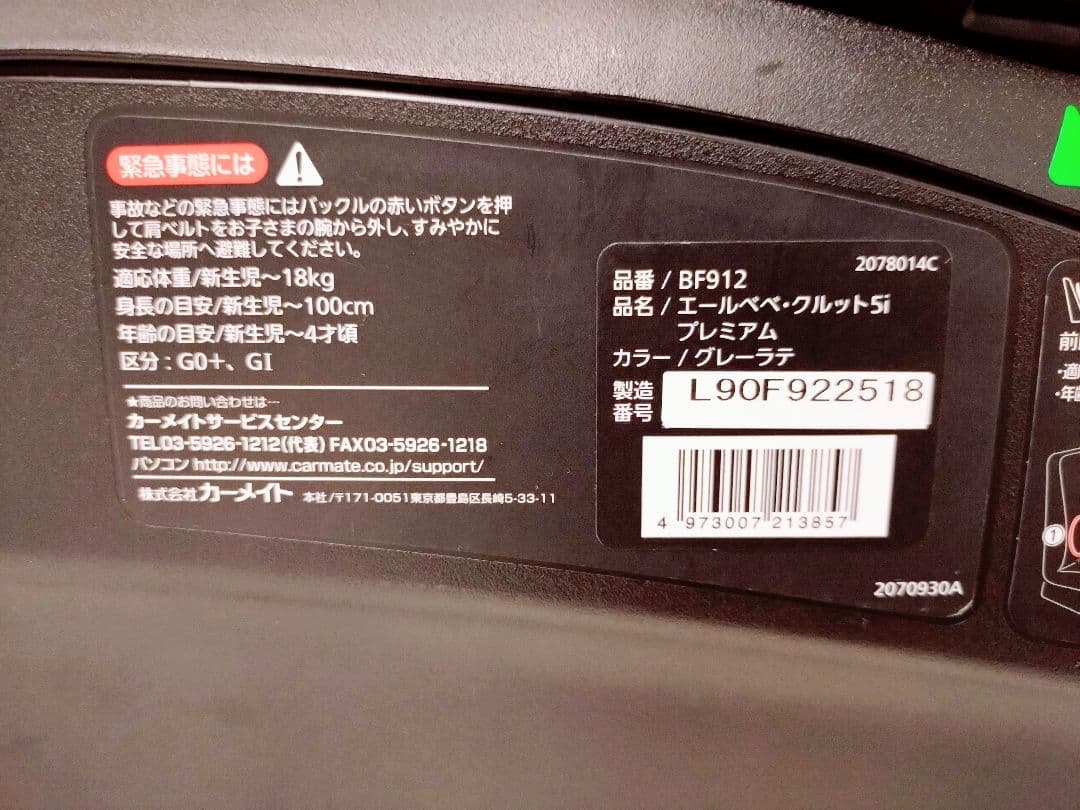 緊急事態には
事故などの緊急事態にはバックルの赤いボタンを押
して肩ベルトをお子さまの腕から外し、すみやかに
安全な場所へ避難してください。
適応体重/新生児〜18kg
身長の目安/新生児〜100cm
年齢の目安/新生児〜4才頃
区分：G0＋、GⅠ
★商品のお問い合わせは…
カーメイトサービスセンター
TEL03-5926-1212(代表) FAX03-5926-1218
パソコン http://www.carmate.co.jp/support/
株式会社カーメイト 本社/〒171-0051東京都豊島区長崎5-33-11
2078014C
品番 / BF912
品名 / エールベベ・クルット5i
プレミアム
カラー / グレーラテ
製造
番号
L90F922518
4 973007 213857
2070930A
前
①